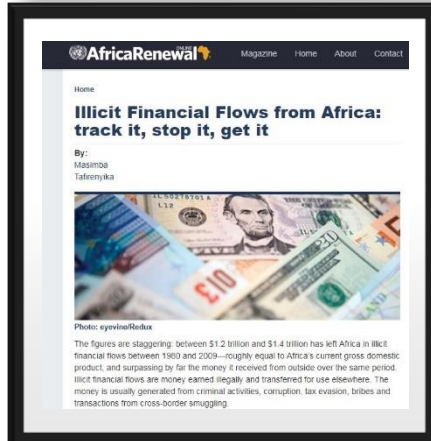 AfricaRenewal
ONLINE
Magazine Home About Contact
Home
Illicit Financial Flows from Africa:
track it, stop it, get it
By:
Masimba
Tafirenyika
£10
20
Photo: eyevine/Redux
The figures are staggering: between $1.2 trillion and $1.4 trillion has left Africa in illicit
financial flows between 1980 and 2009—roughly equal to Africa's current gross domestic
product, and surpassing by far the money it received from outside over the same period.
Illicit financial flows are money earned illegally and transferred for use elsewhere. The
money is usually generated from criminal activities, corruption, tax evasion, bribes and
transactions from cross-border smuggling.